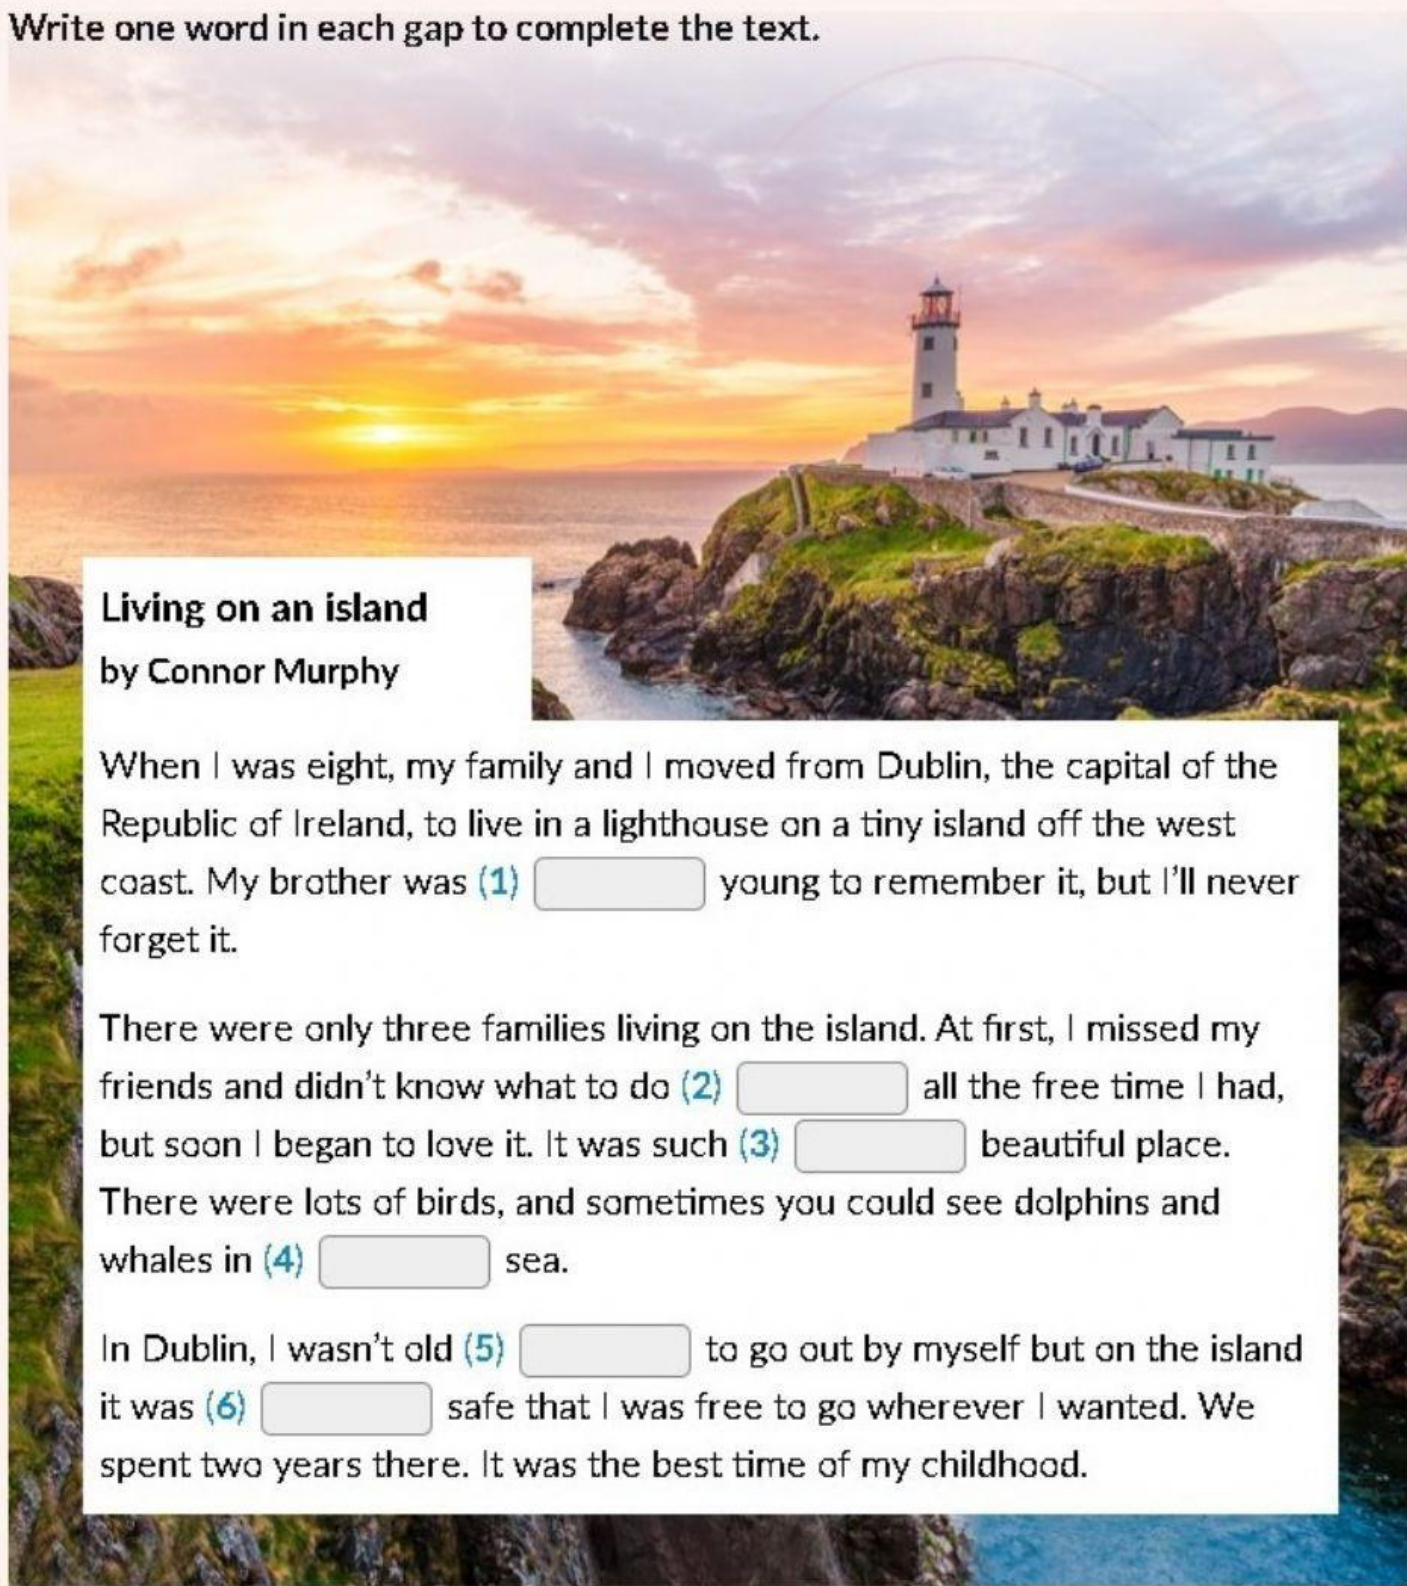 Write one word in each gap to complete the text.
Living on an island
by Connor Murphy
When I was eight, my family and I moved from Dublin, the capital of the
Republic of Ireland, to live in a lighthouse on a tiny island off the west
coast. My brother was (1) young to remember it, but I'll never
forget it.
There were only three families living on the island. At first, I missed my
friends and didn't know what to do (2) all the free time I had,
but soon I began to love it. It was such (3) beautiful place.
There were lots of birds, and sometimes you could see dolphins and
whales in (4) sea.
In Dublin, I wasn't old (5) to go out by myself but on the island
it was (6) safe that I was free to go wherever I wanted. We
spent two years there. It was the best time of my childhood.